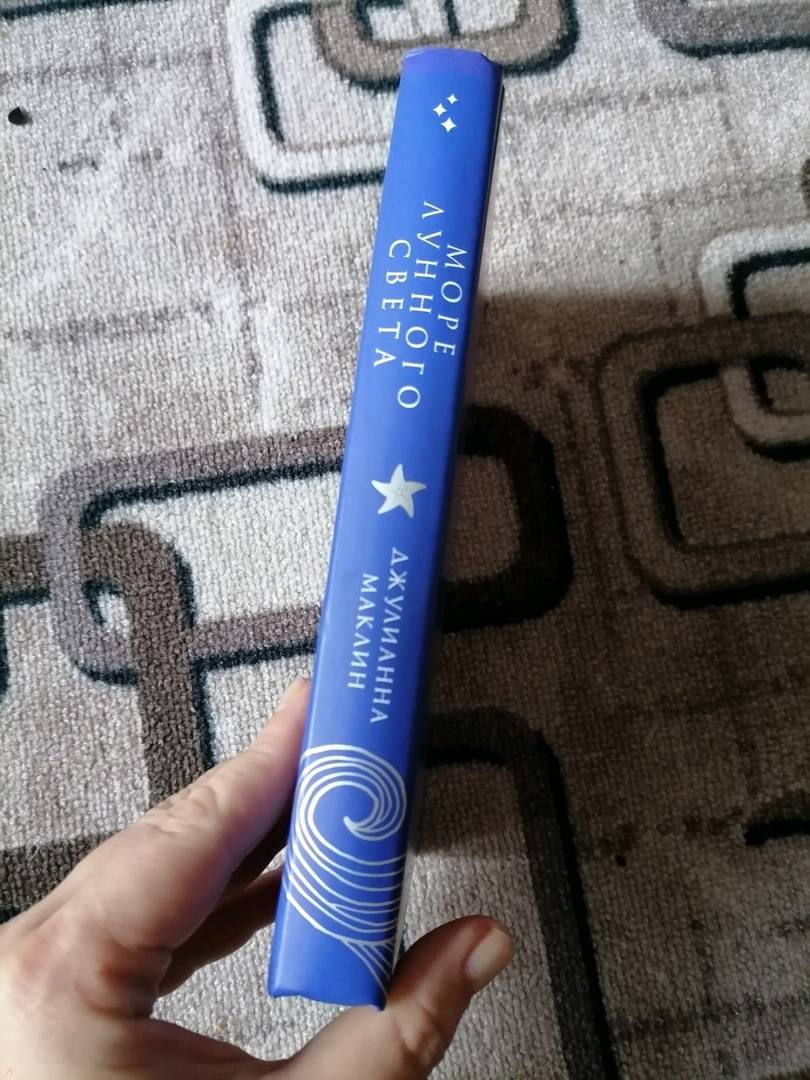 МОРЕ
ЛУННОГО
СВЕТА
ДЖУЛИАННА
МАКЛИН